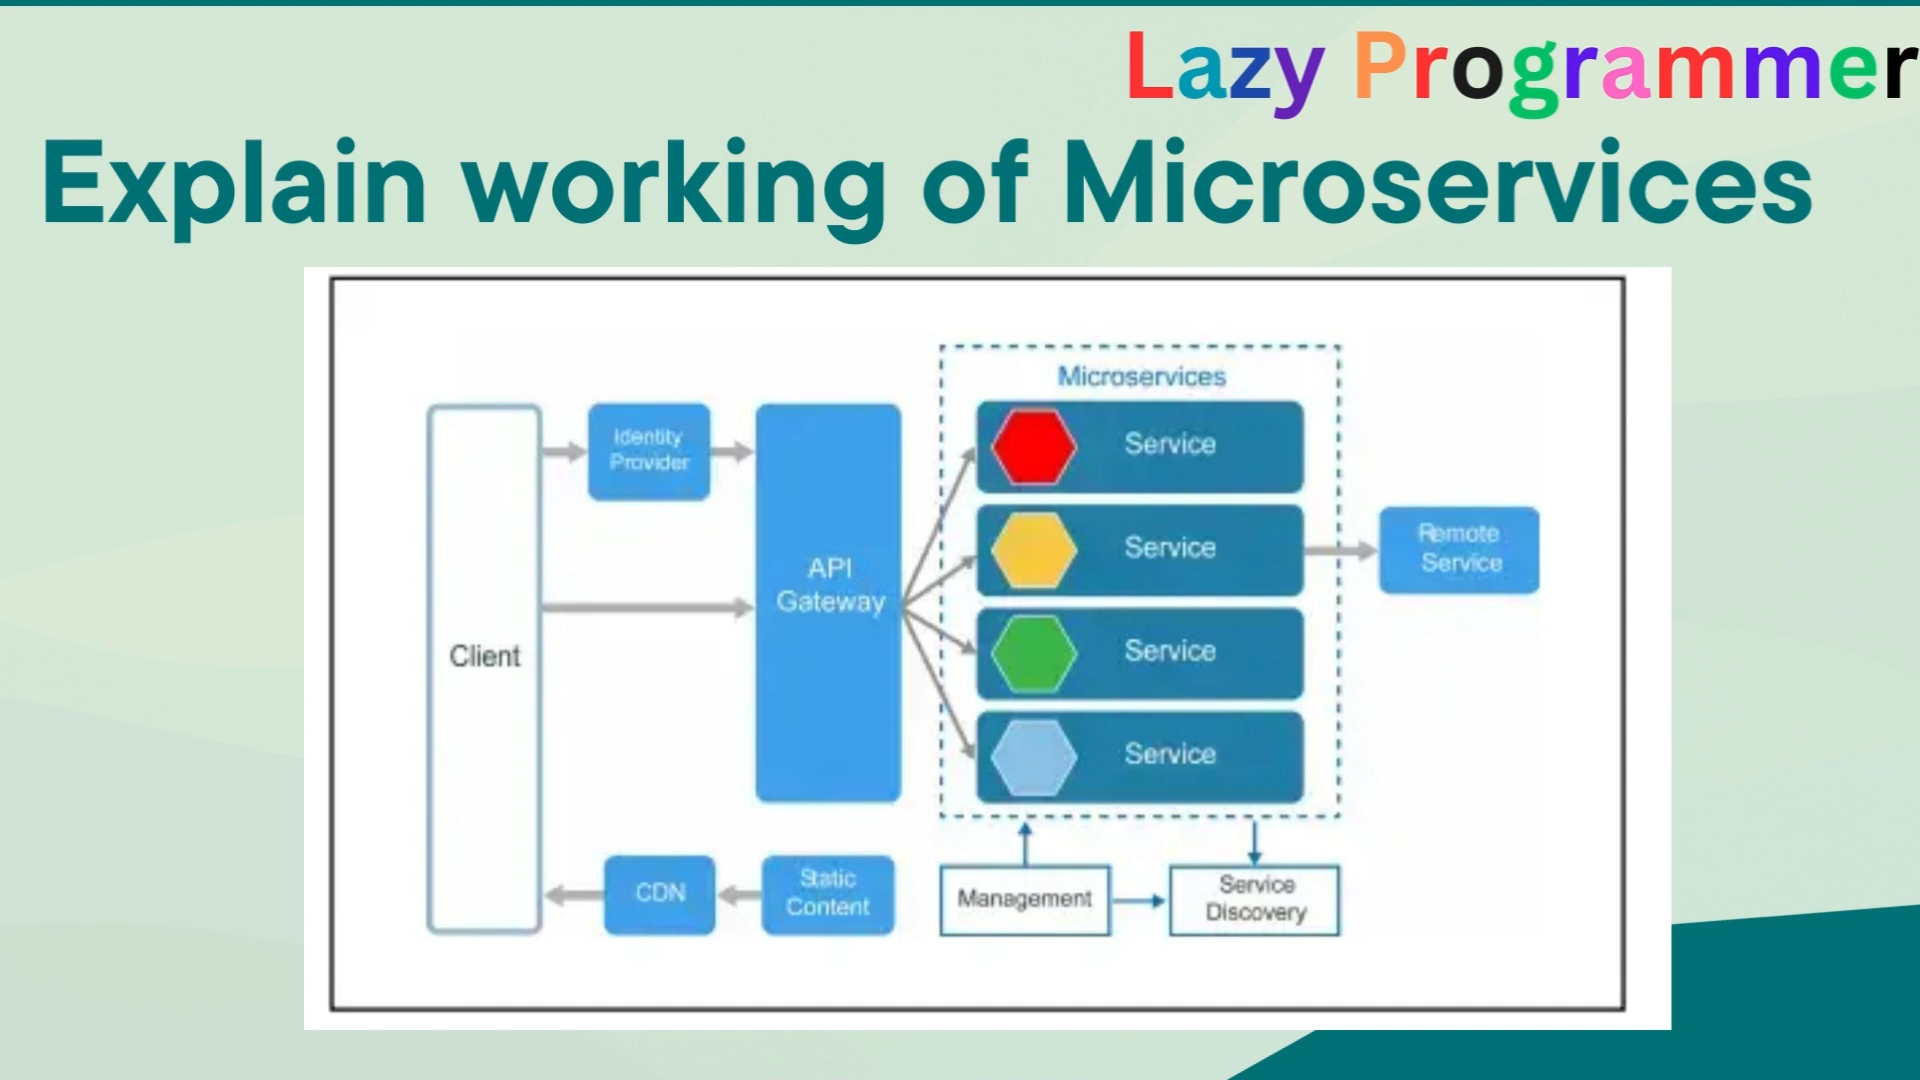 Lazy Programmer
Explain working of Microservices
Microservices
Identity
Provider
Service
Service
Remote
Service
API
Gateway
Client
Service
Service
CDN
Static
Content
Management
Service
Discovery